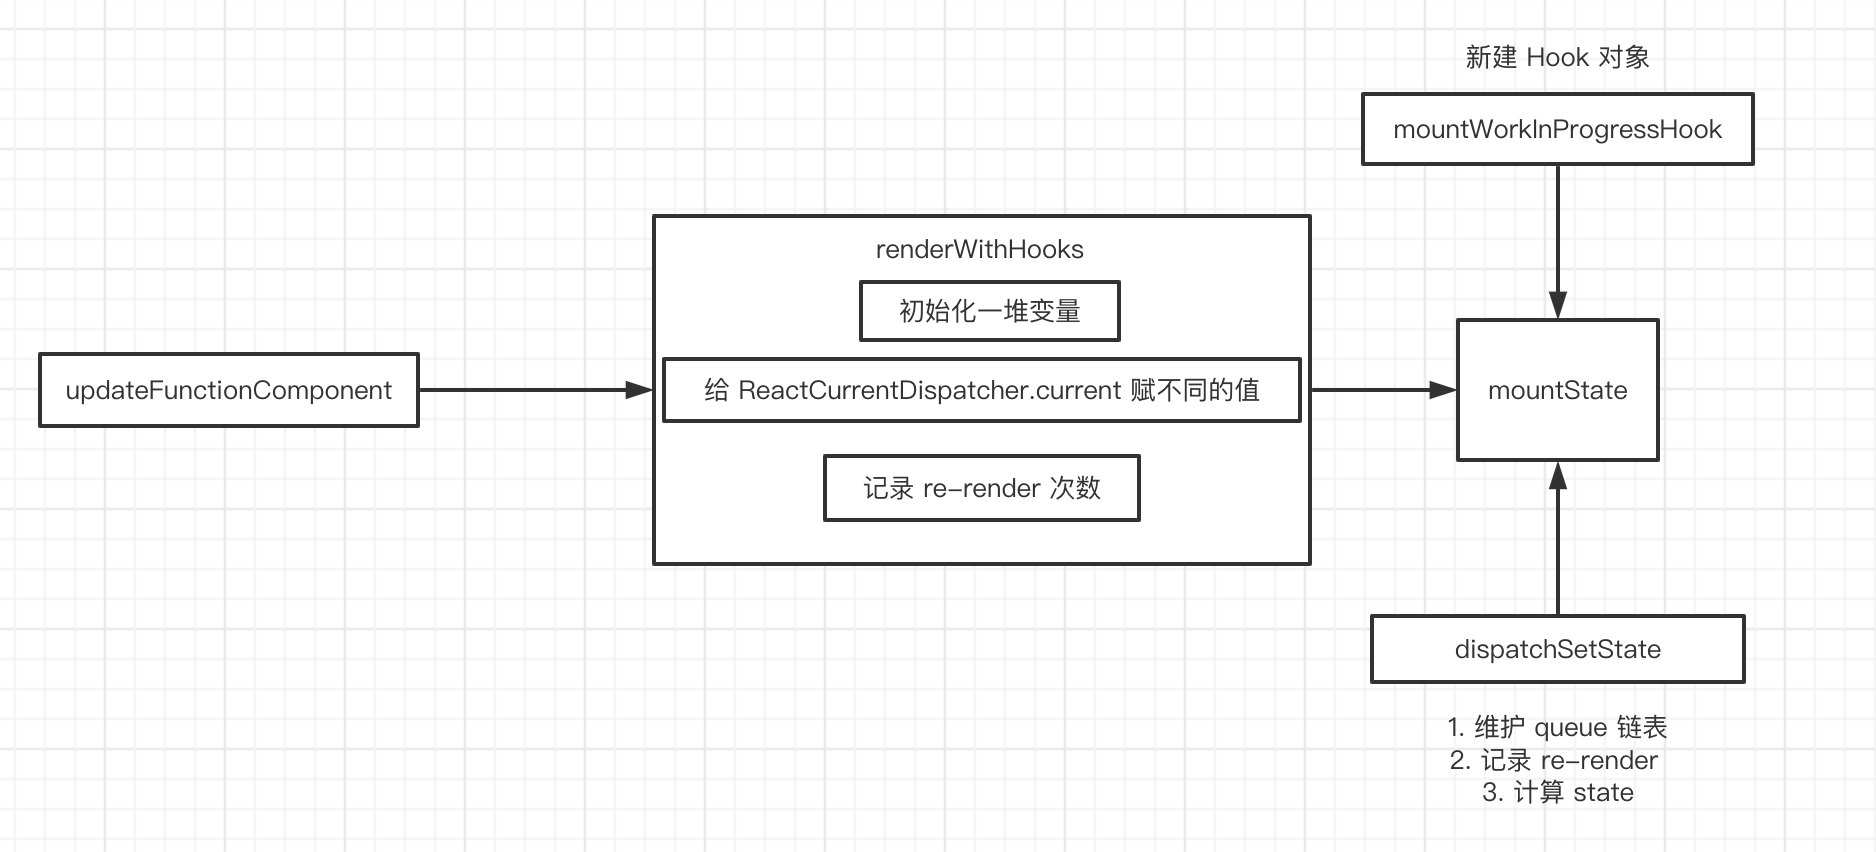 新建 Hook 对象
mountWorkInProgressHook
renderWithHooks
初始化一堆变量
updateFunctionComponent
给 ReactCurrentDispatcher.current 赋不同的值
mountState
记录 re-render 次数
dispatchSetState
1. 维护 queue 链表
2. 记录 re-render
3. 计算 state